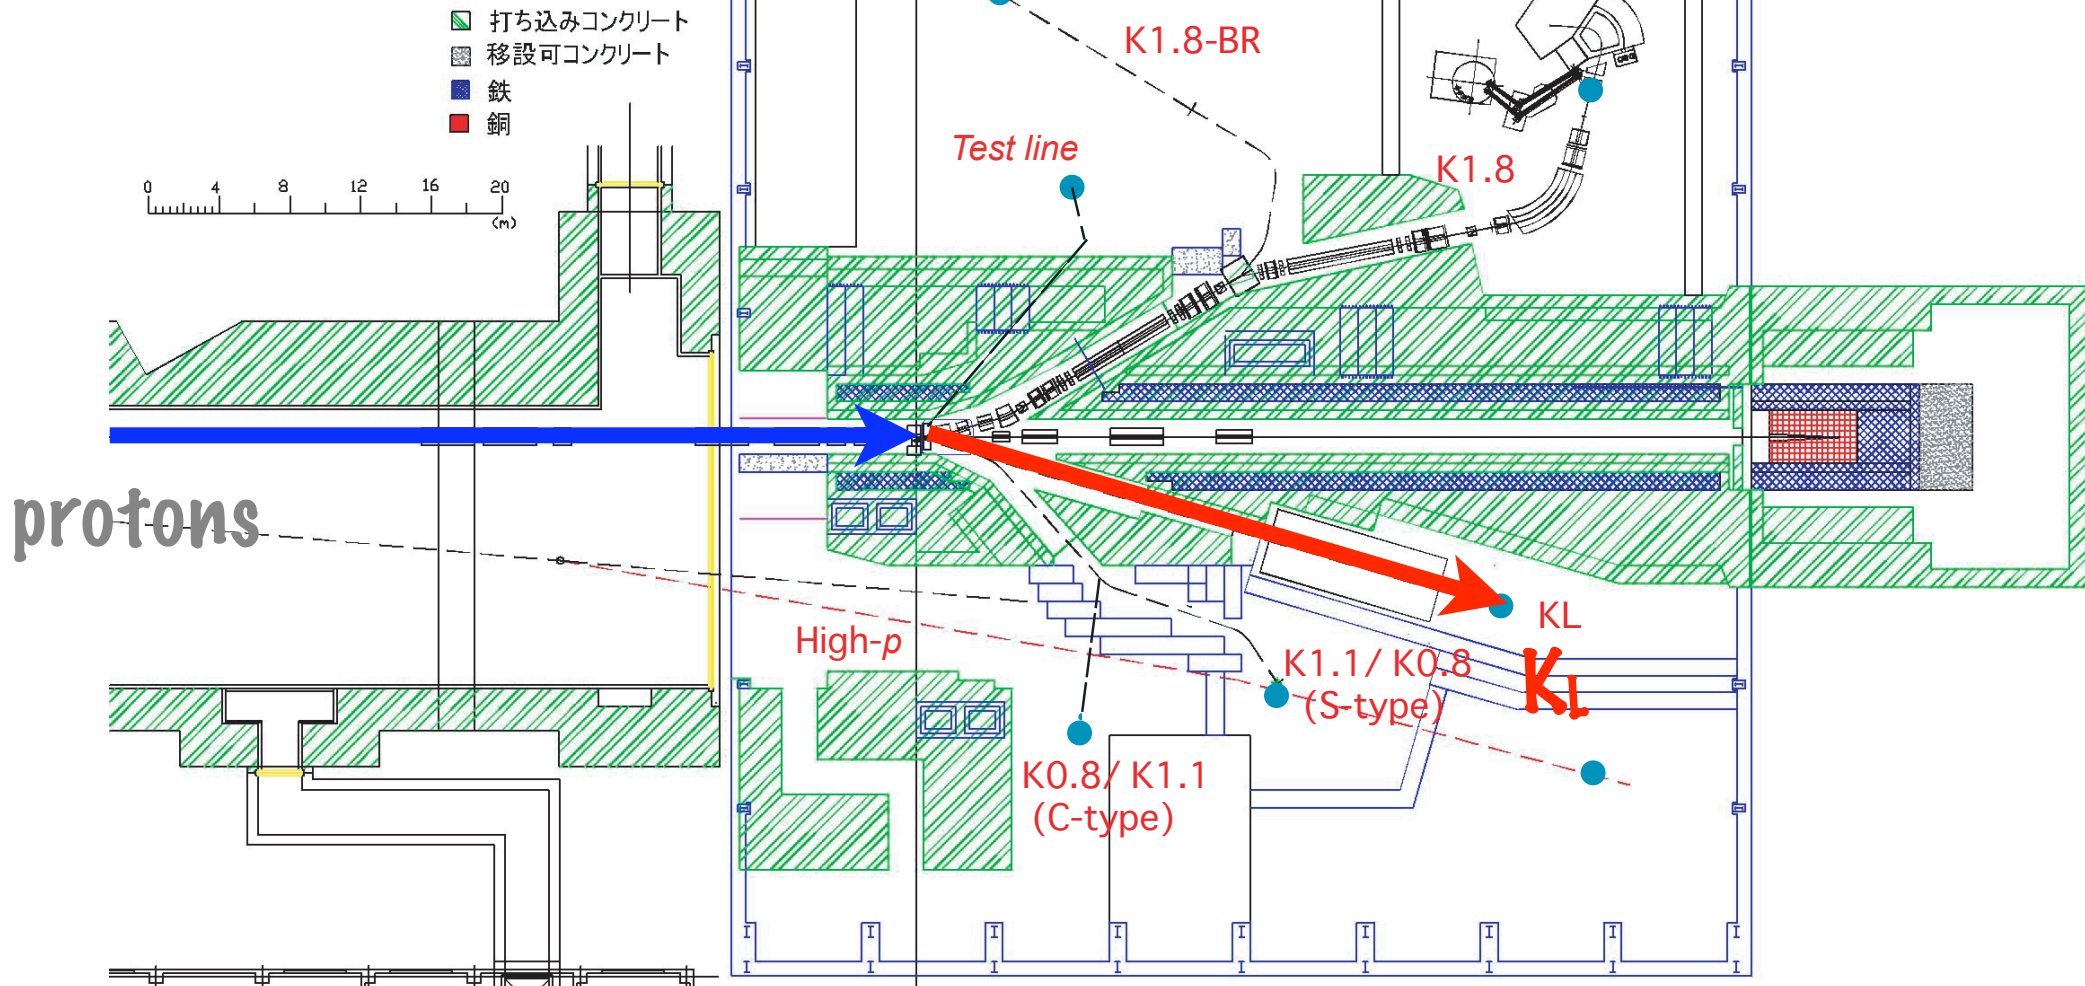 打ち込みコンクリート
移設可コンクリート
鉄
銅
0 4 8 12 16 20
(m)
K1.8-BR
Test line
K1.8
protons
High-p
KL
K1.1/ K0.8
(S-type)
KL
K0.8/ K1.1
(C-type)